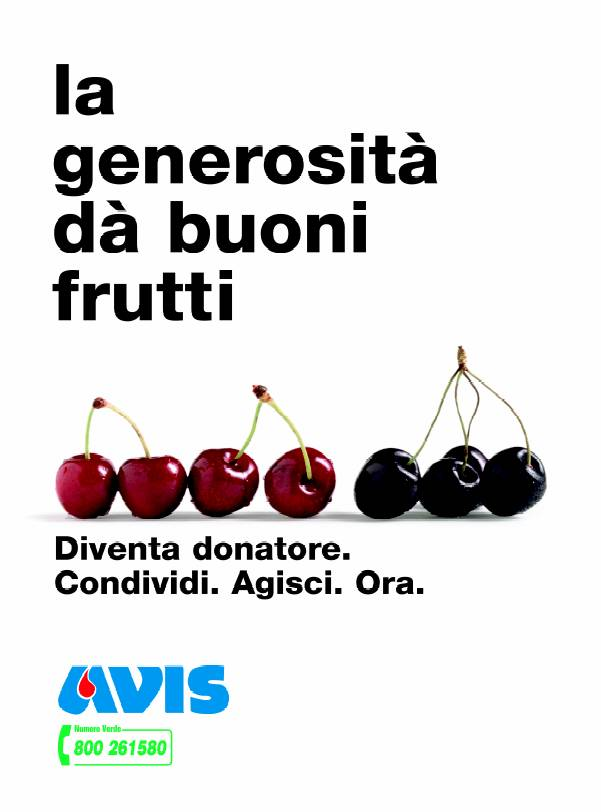 la
generosità
dà buoni
frutti
Diventa donatore.
Condividi. Agisci. Ora.
AVIS
Numero Verde
800 261580